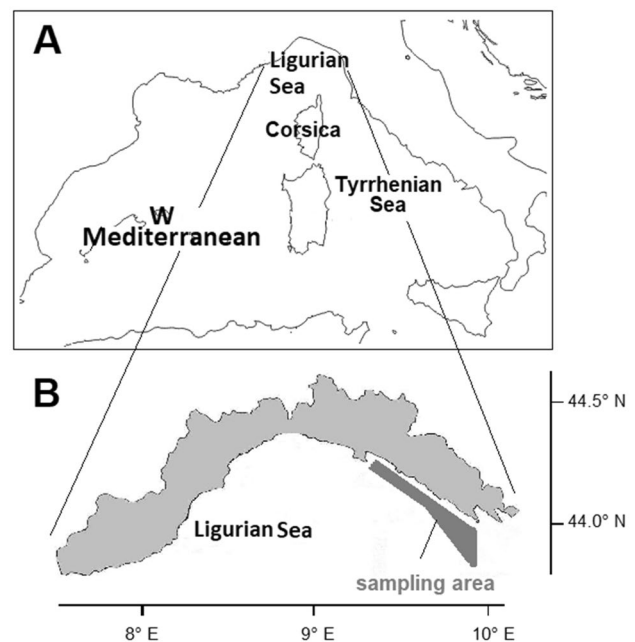 A
Ligurian
Sea
Corsica
Tyrrhenian
Sea
W
Mediterranean
B
44.5° N
44.0° N
Ligurian Sea
sampling area
8° E
9° E
10° E